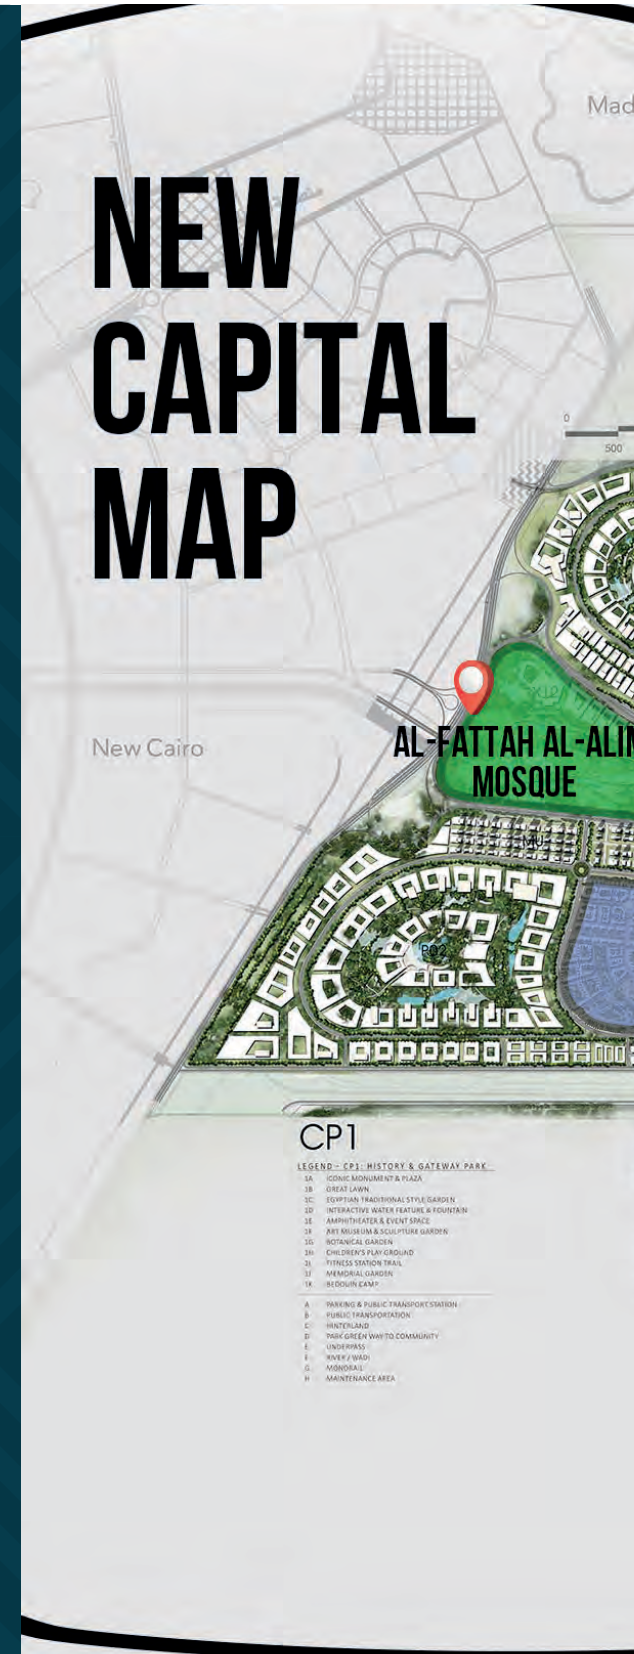 Mad
NEW
CAPITAL
MAP
0
500
New Cairo
AL-FATTAH AL-ALIM
MOSQUE
P02
CP1
LEGEND - CP1: HISTORY & GATEWAY PARK
1A ICONIC MONUMENT & PLAZA
1B GREAT LAWN
1C EGYPTIAN TRADITIONAL STYLE GARDEN
1D INTERACTIVE WATER FEATURE & FOUNTAIN
1E AMPHITHEATER & EVENT SPACE
1F ART MUSEUM & SCULPTURE GARDEN
1G BOTANICAL GARDEN
1H CHILDREN'S PLAY GROUND
1I FITNESS STATION TRAIL
1J MEMORIAL GARDEN
1K BEDOUIN CAMP
A PARKING & PUBLIC TRANSPORT STATION
B PUBLIC TRANSPORTATION
C HINTERLAND
D PARK GREEN WAY TO COMMUNITY
E UNDERPASS
F RIVER / WADI
G MONORAIL
H MAINTENANCE AREA